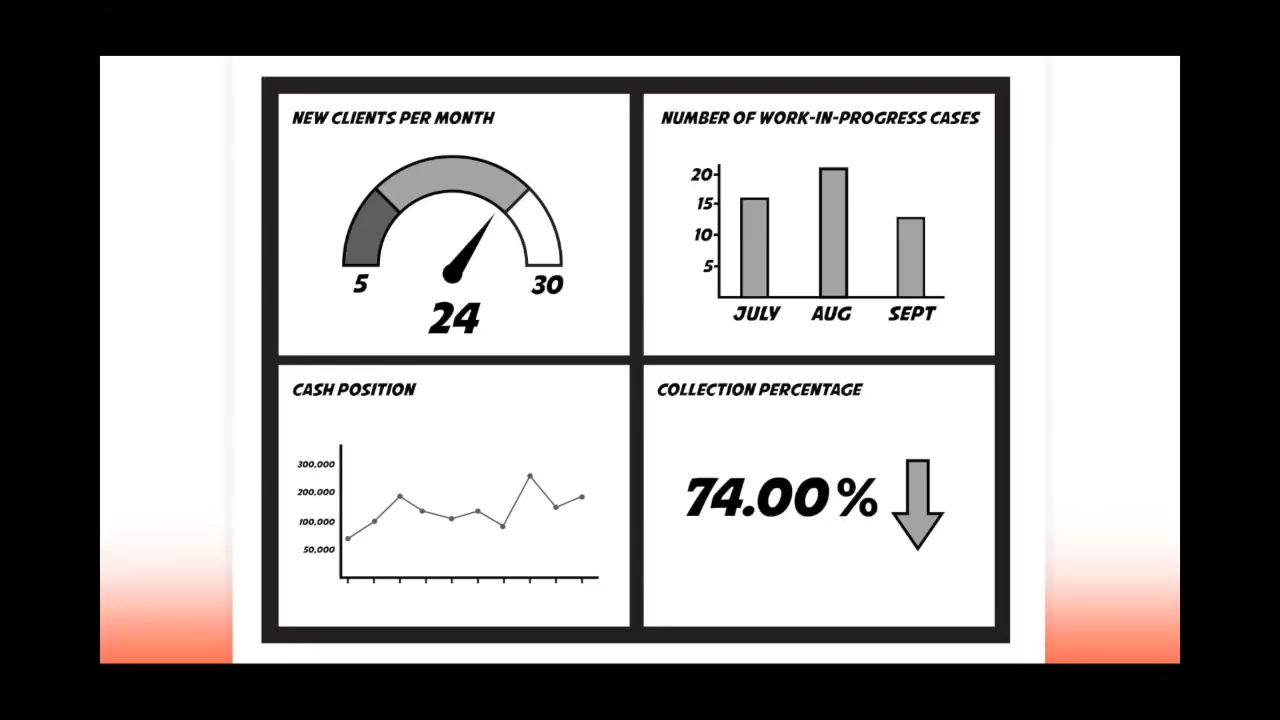 NEW CLIENTS PER MONTH
5
30
24
NUMBER OF WORK-IN-PROGRESS CASES
20
15
10
5
JULY AUG SEPT
CASH POSITION
300,000
200,000
100,000
50,000
COLLECTION PERCENTAGE
74.00%